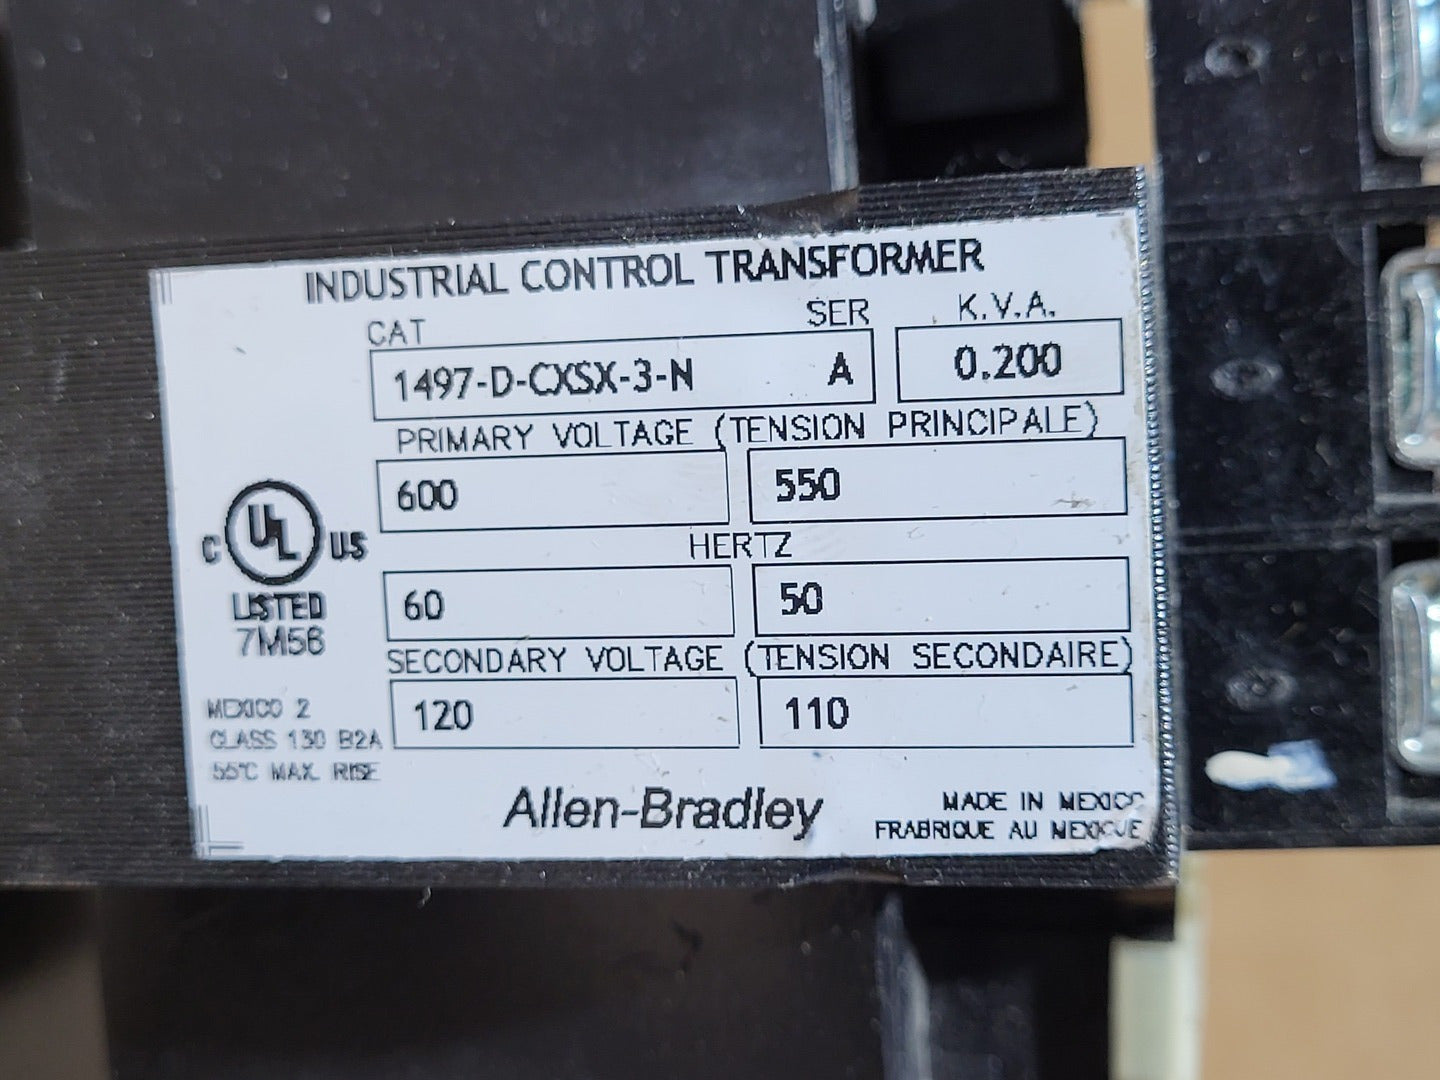 INDUSTRIAL CONTROL TRANSFORMER
CAT SER K.V.A.
1497-D-CXSX-3-N A 0.200
PRIMARY VOLTAGE (TENSION PRINCIPALE)
600 550
HERTZ
60 50
SECONDARY VOLTAGE (TENSION SECONDAIRE)
120 110
C UL US
LISTED
7M56
MEXICO 2
CLASS 130 B2A
55°C MAX. RISE
Allen-Bradley
MADE IN MEXICO
FRABRIQUE AU MEXIQUE